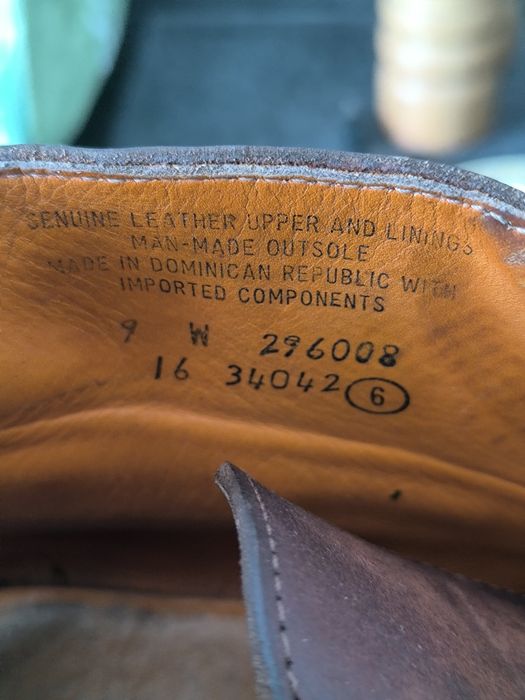 GENUINE LEATHER UPPER AND LININGS
MAN-MADE OUTSOLE
MADE IN DOMINICAN REPUBLIC WITH
IMPORTED COMPONENTS
9 W 296008
16 34042 6